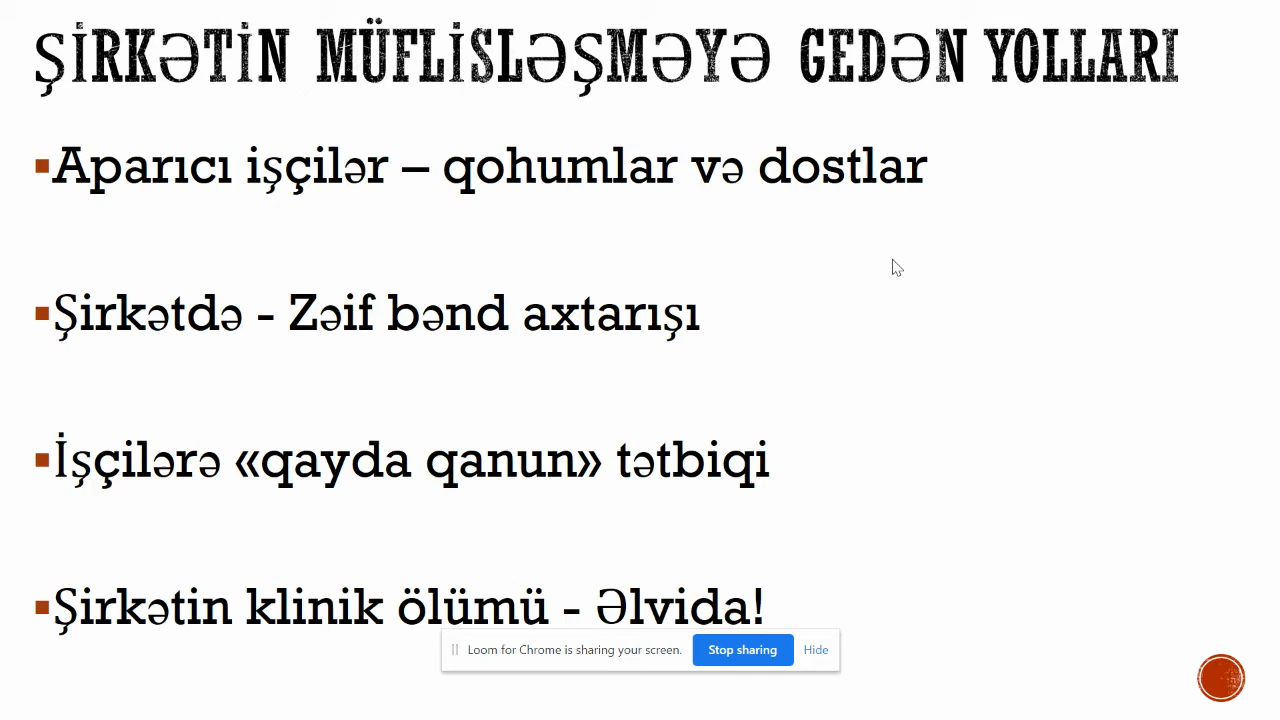 ŞİRKƏTİN MÜFLİSLƏŞMƏYƏ GEDƏN YOLLARI
Aparıcı işçilər – qohumlar və dostlar
Şirkətdə - Zəif bənd axtarışı
İşçilərə «qayda qanun» tətbiqi
Şirkətin klinik ölümü - Əlvida!
Loom for Chrome is sharing your screen. Stop sharing Hide